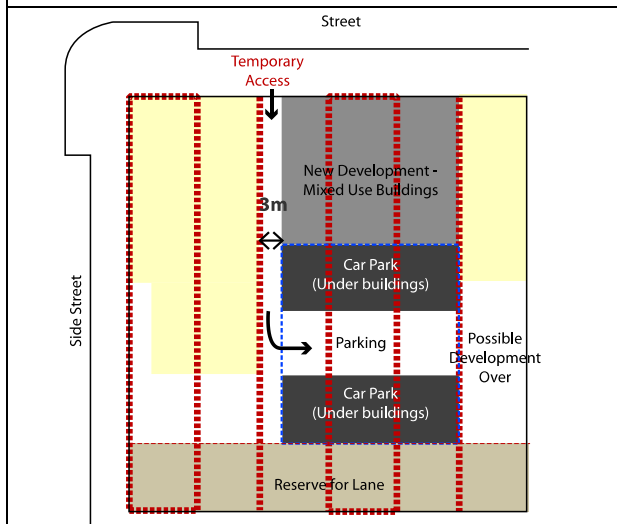 Street
Temporary
Access
New Development -
Mixed Use Buildings
3m
Car Park
(Under buildings)
Side Street
Parking
Possible
Development
Over
Car Park
(Under buildings)
Reserve for Lane